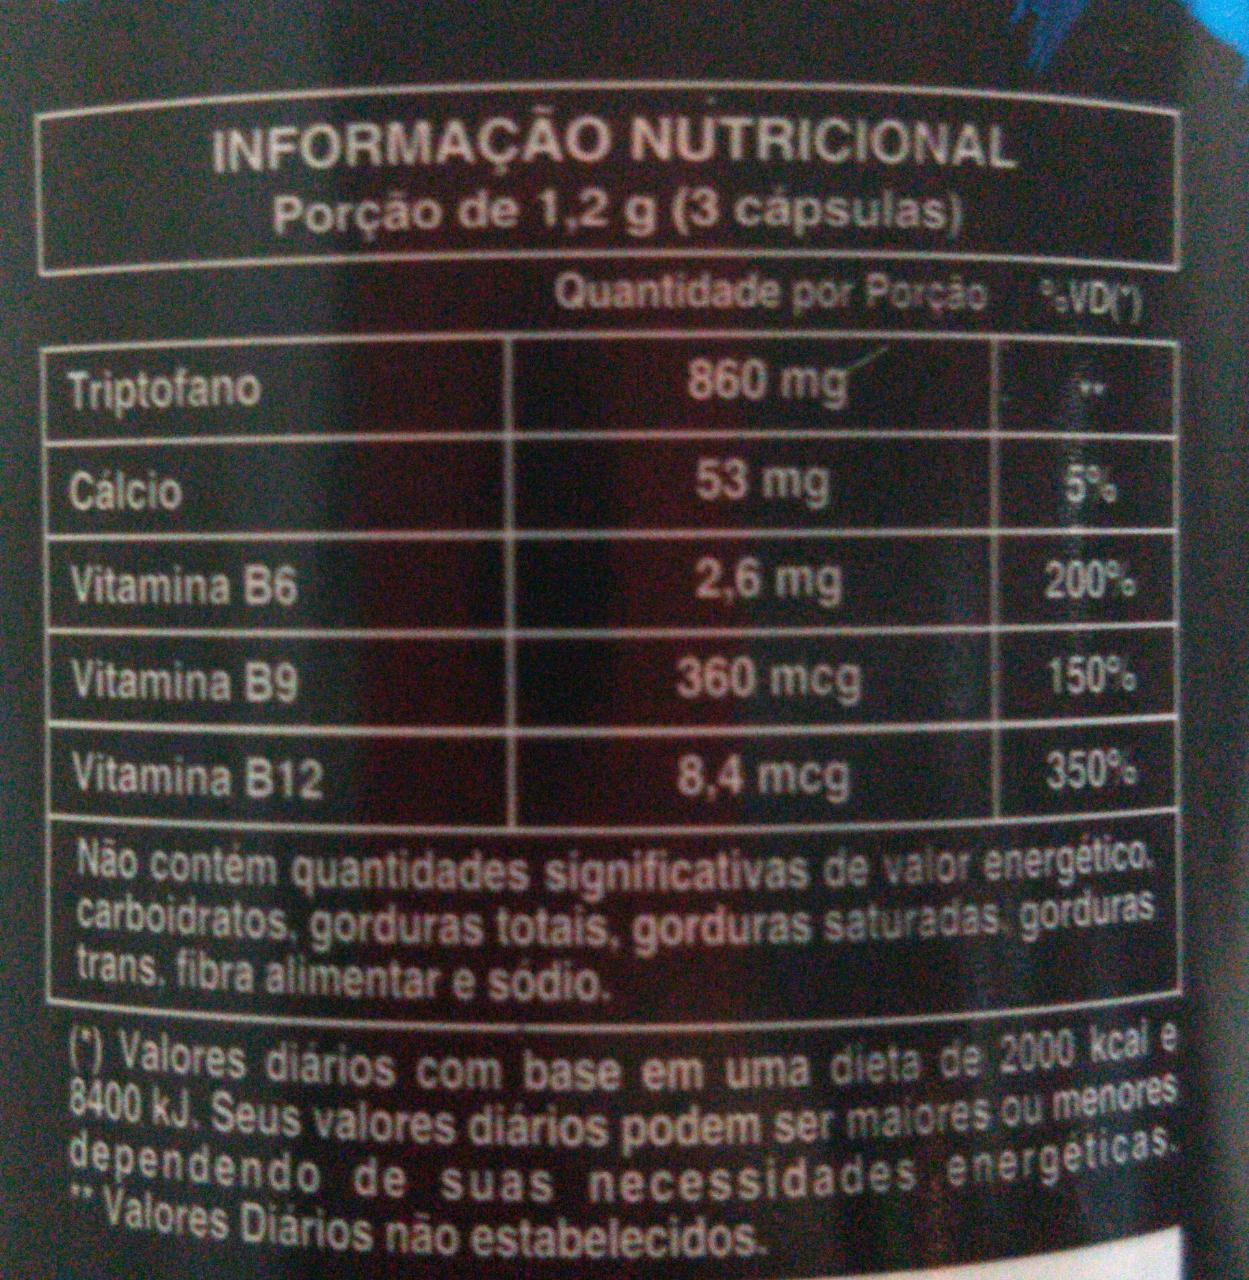 INFORMAÇÃO NUTRICIONAL
Porção de 1,2 g (3 cápsulas)
Quantidade por Porção %VD(*)
Triptofano 860 mg **
Cálcio 53 mg 5%
Vitamina B6 2,6 mg 200%
Vitamina B9 360 mcg 150%
Vitamina B12 8,4 mcg 350%
Não contém quantidades significativas de valor energético,
carboidratos, gorduras totais, gorduras saturadas, gorduras
trans, fibra alimentar e sódio.
(*) Valores diários com base em uma dieta de 2000 kcal e
8400 kJ. Seus valores diários podem ser maiores ou menores
dependendo de suas necessidades energéticas.
** Valores Diários não estabelecidos.